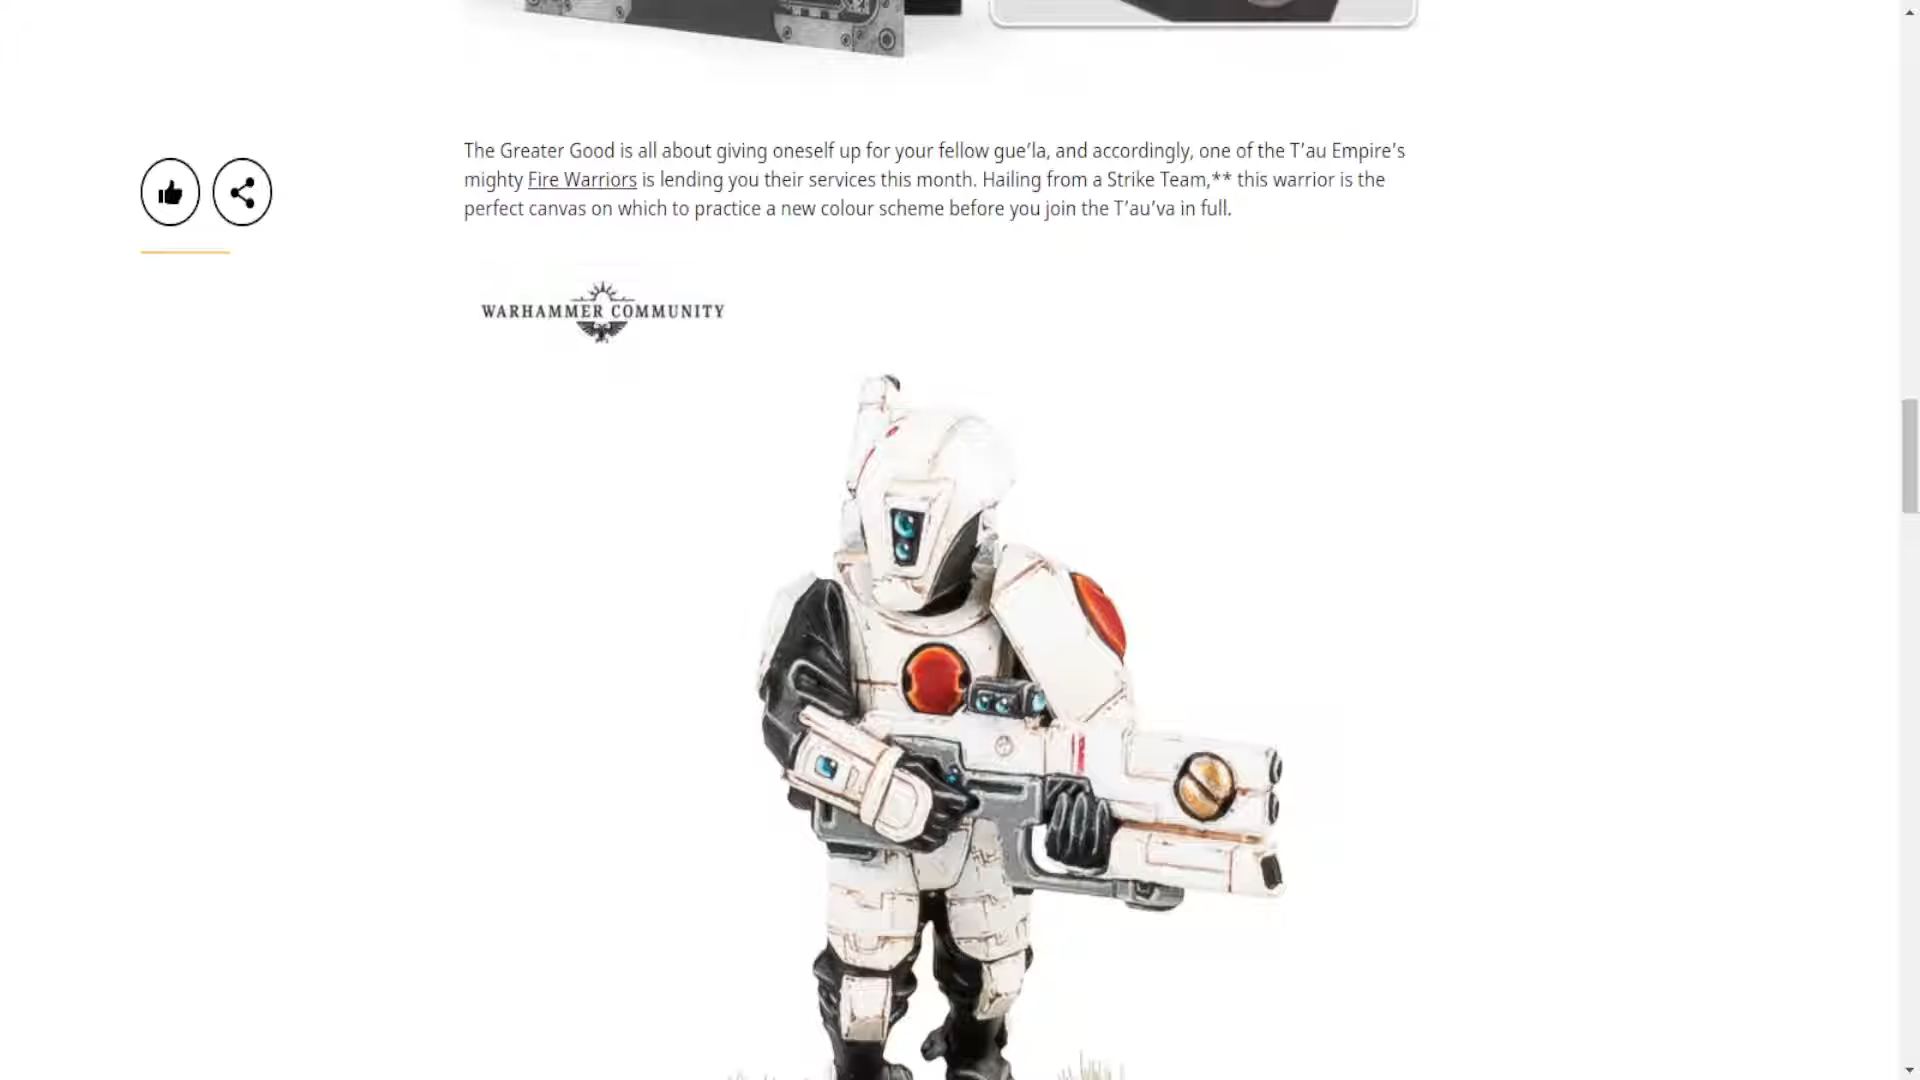 The Greater Good is all about giving oneself up for your fellow gue’la, and accordingly, one of the T’au Empire’s
mighty Fire Warriors is lending you their services this month. Hailing from a Strike Team,** this warrior is the
perfect canvas on which to practice a new colour scheme before you join the T’au’va in full.
WARHAMMER COMMUNITY